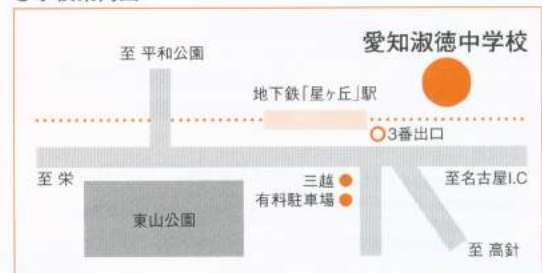 愛知淑徳中学校
至 平和公園
地下鉄「星ヶ丘」駅
3番出口
至 栄
三越
至名古屋I.C
有料駐車場
東山公園
至 高針